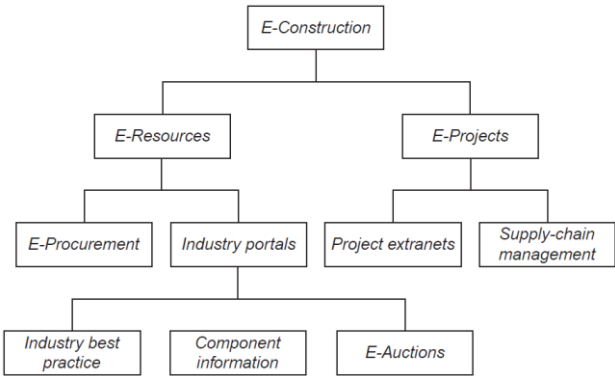 E-Construction
E-Resources
E-Projects
E-Procurement
Industry portals
Project extranets
Supply-chain
management
Industry best
practice
Component
information
E-Auctions